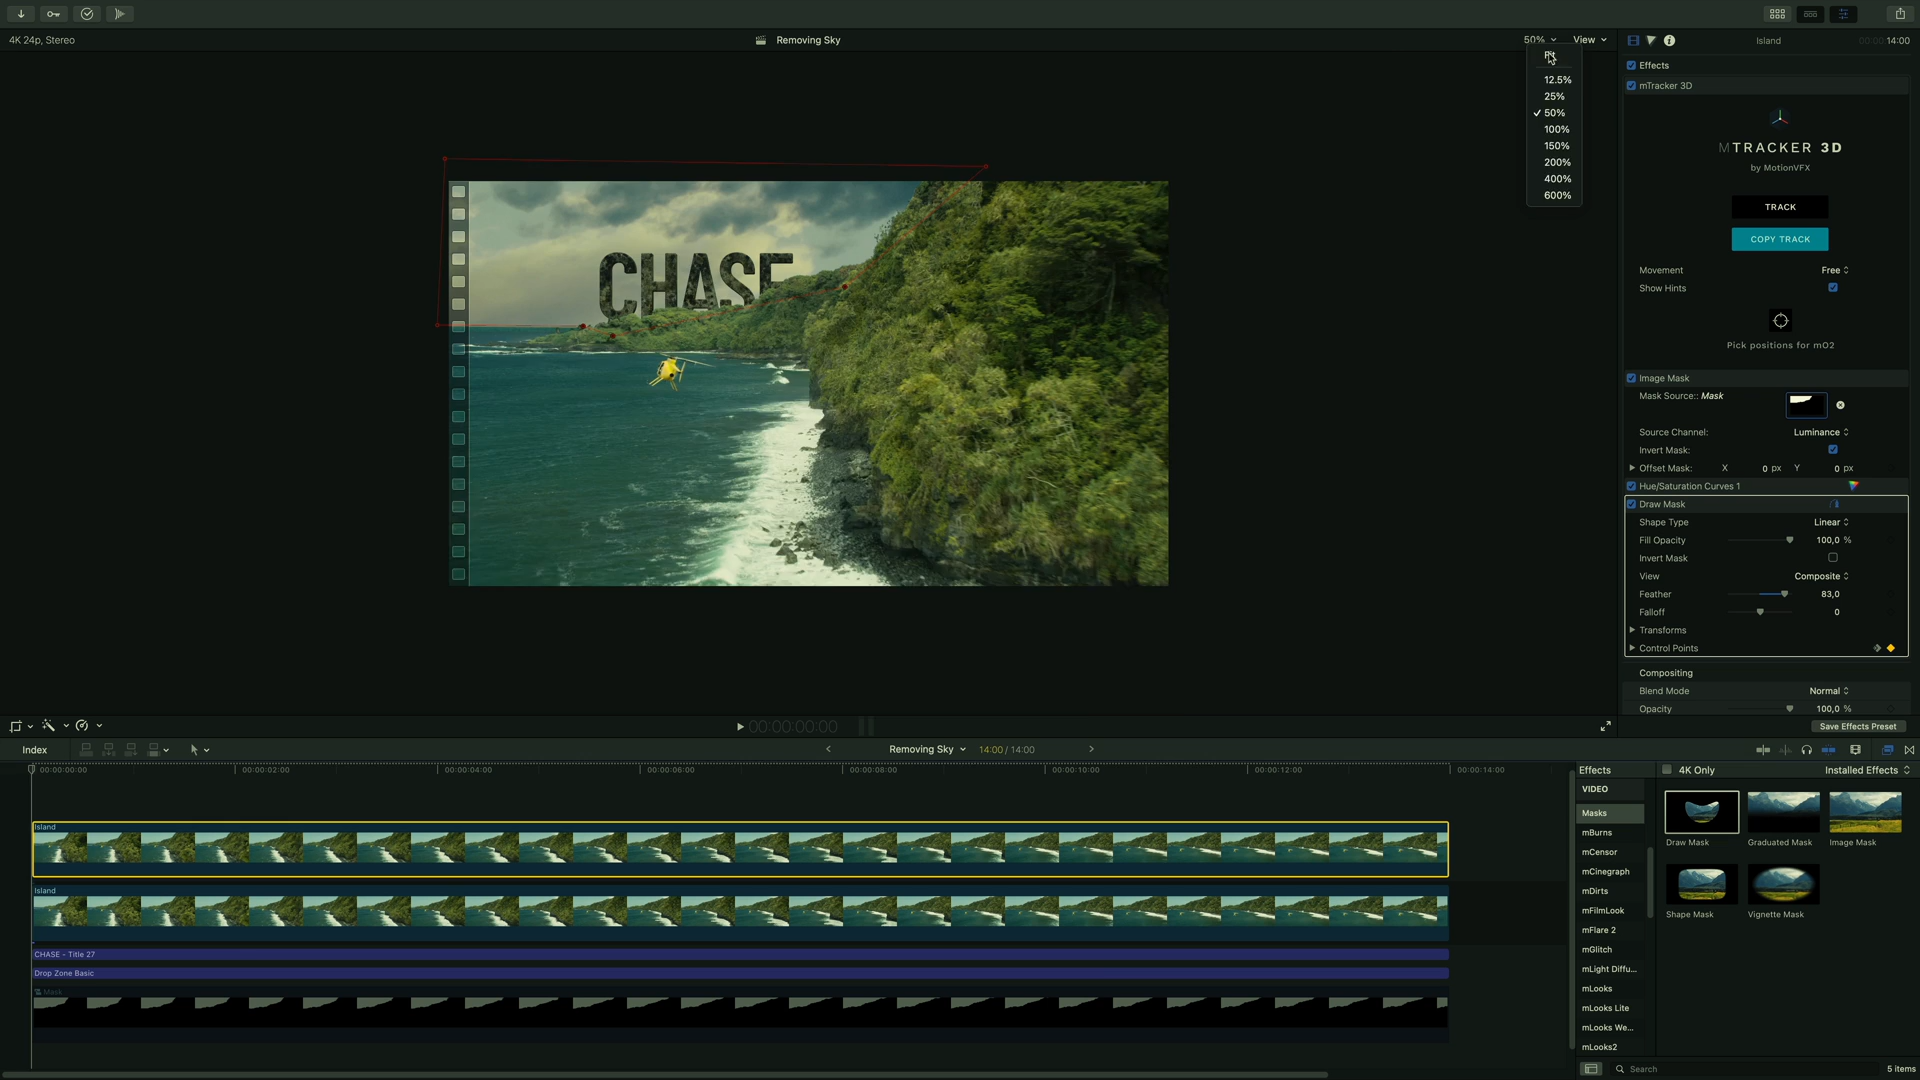 4K 24p, Stereo
Removing Sky
50%
View
Island
00:00:14:00
12.5%
25%
50%
100%
150%
200%
400%
600%
CHASE
Effects
mTracker 3D
MTRACKER 3D
by MotionVFX
TRACK
COPY TRACK
Movement Free
Show Hints
Pick positions for mO2
Image Mask
Mask Source:: Mask
Source Channel: Luminance
Invert Mask:
Offset Mask: X 0 px Y 0 px
Hue/Saturation Curves 1
Draw Mask
Shape Type Linear
Fill Opacity 100,0 %
Invert Mask
View Composite
Feather 83,0
Falloff 0
Transforms
Control Points
Compositing
Blend Mode Normal
Opacity 100,0 %
Save Effects Preset
00:00:00:00
Index
Removing Sky 14:00 / 14:00
00:00:00:00 00:00:02:00 00:00:04:00 00:00:06:00 00:00:08:00 00:00:10:00 00:00:12:00 00:00:14:00
Island
Island
CHASE - Title 27
Drop Zone Basic
Mask
Effects
4K Only
Installed Effects
VIDEO
Masks
mBurns
mCensor
mCinegraph
mDirts
mFilmLook
mFlare 2
mGlitch
mLight Diffu...
mLooks
mLooks Lite
mLooks We...
mLooks2
Draw Mask
Graduated Mask
Image Mask
Shape Mask
Vignette Mask
Search
5 items